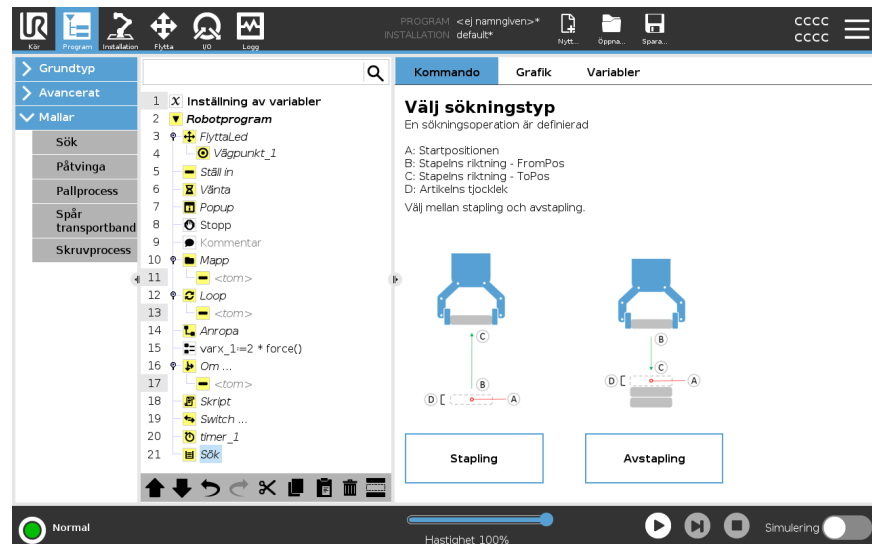 PROGRAM <ej namngiven>*
INSTALLATION default*
Kör
Program
Installation
Flytta
I/O
Logg
Nytt...
Öppna...
Spara...
CCCC
CCCC
Grundtyp
Avancerat
Mallar
Sök
Påtvinga
Pallprocess
Spår
transportband
Skruvprocess
1 X Inställning av variabler
2 Robotprogram
3 FlyttaLed
4 Vägpunkt_1
5 Ställ in
6 Vänta
7 Popup
8 Stopp
9 Kommentar
10 Mapp
11 <tom>
12 Loop
13 <tom>
14 Anropa
15 varx_1:=2 * force()
16 Om ...
17 <tom>
18 Skript
19 Switch ...
20 timer_1
21 Sök
Kommando
Grafik
Variabler
Välj sökningstyp
En sökningsoperation är definierad
A: Startpositionen
B: Stapelns riktning - FromPos
C: Stapelns riktning - ToPos
D: Artikelns tjocklek
Välj mellan stapling och avstapling.
C
B
D
A
B
C
D
A
Stapling
Avstapling
Normal
Hastighet 100%
Simulering